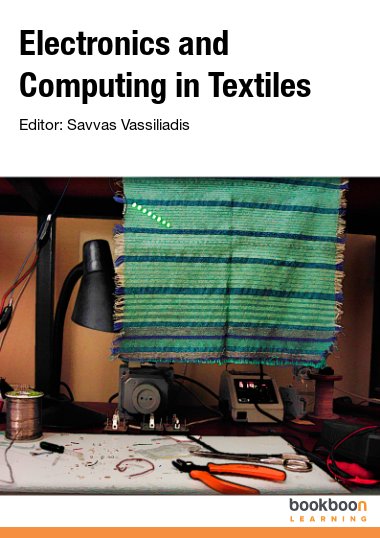 Electronics and
Computing in Textiles
Editor: Savvas Vassiliadis
bookboon
LEARNING